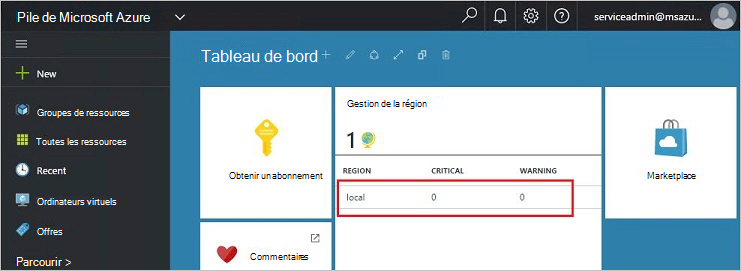 Pile de Microsoft Azure
serviceadmin@msazu...
New
Groupes de ressources
Toutes les ressources
Recent
Ordinateurs virtuels
Offres
Parcourir >
Tableau de bord
Obtenir un abonnement
Gestion de la région
1
REGION CRITICAL WARNING
local 0 0
Marketplace
Commentaires